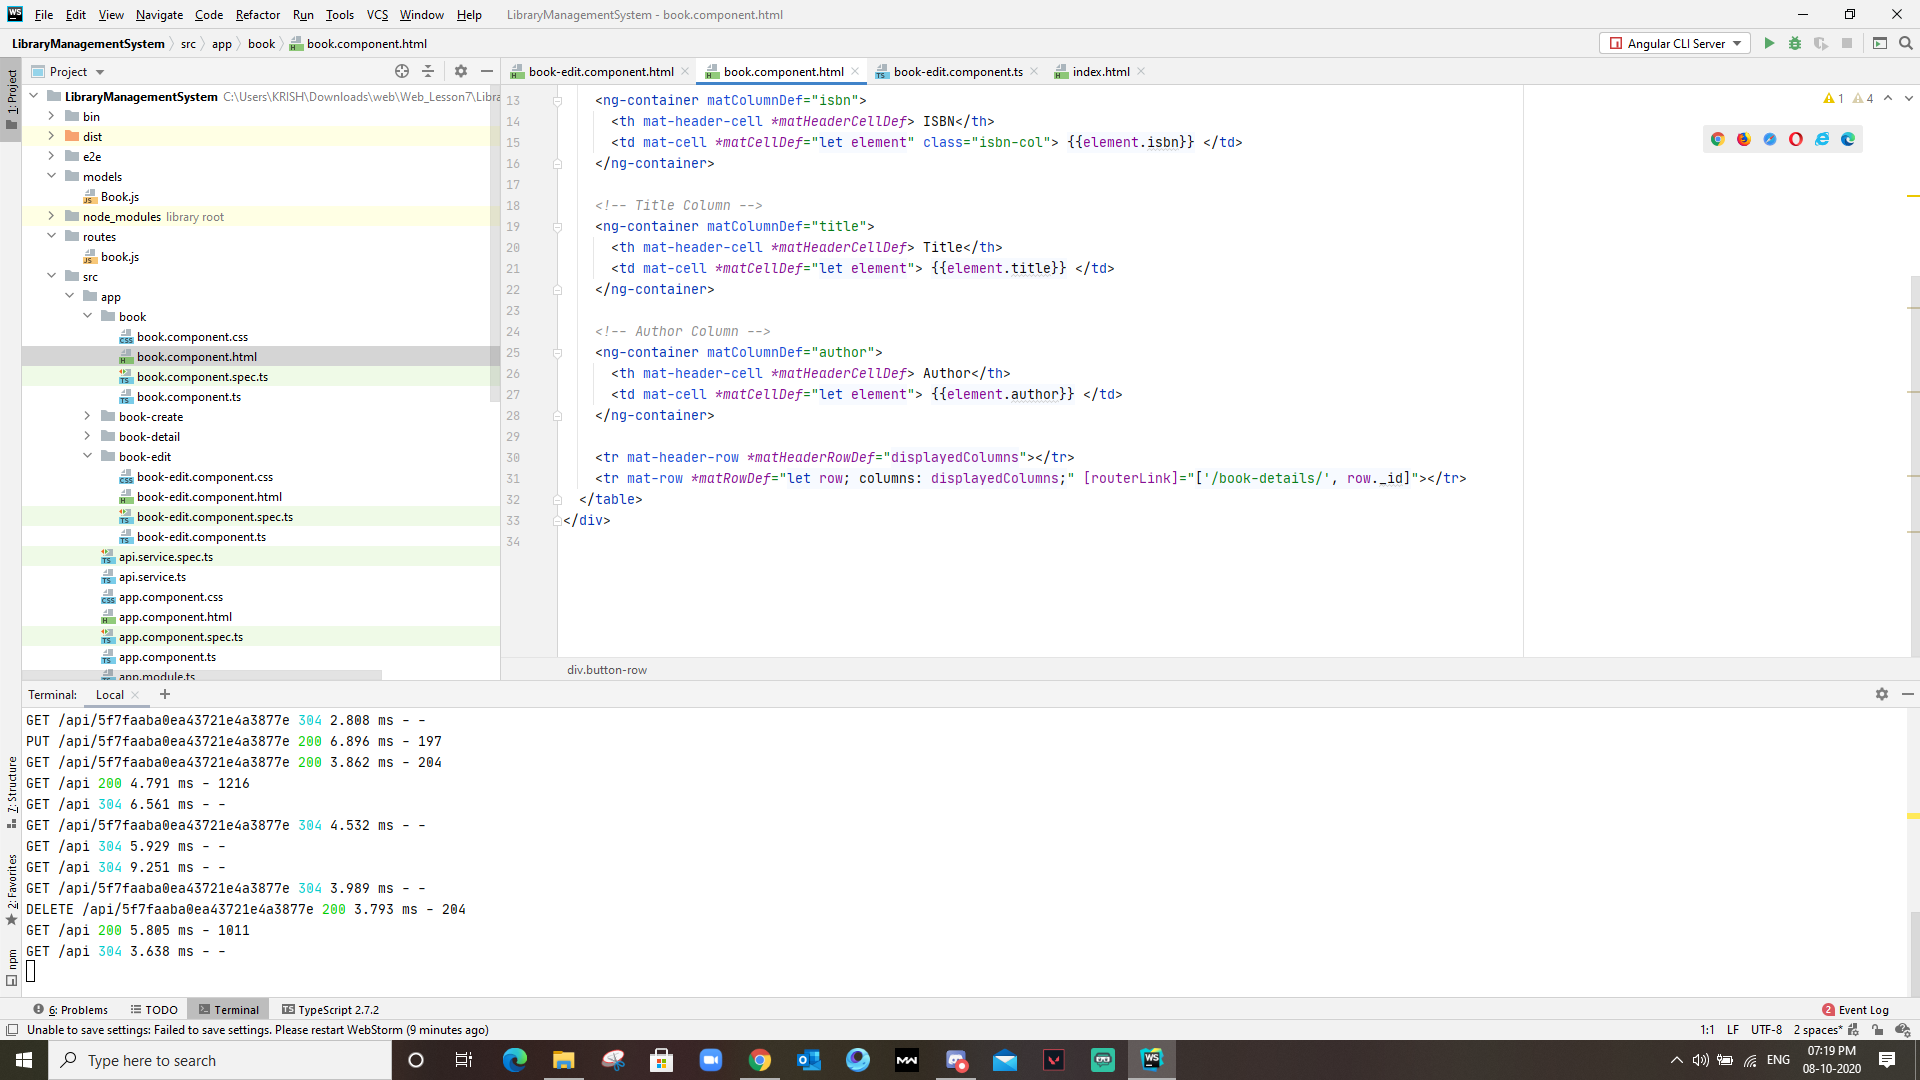 WS File Edit View Navigate Code Refactor Run Tools VCS Window Help LibraryManagementSystem - book.component.html
LibraryManagementSystem src app book book.component.html Angular CLI Server
Project
book-edit.component.html book.component.html book-edit.component.ts index.html
1: Project
LibraryManagementSystem C:\Users\KRISH\Downloads\web\Web_Lesson7\Libra
bin
dist
e2e
models
Book.js
node_modules library root
routes
book.js
src
app
book
book.component.css
book.component.html
book.component.spec.ts
book.component.ts
book-create
book-detail
book-edit
book-edit.component.css
book-edit.component.html
book-edit.component.spec.ts
book-edit.component.ts
api.service.spec.ts
api.service.ts
app.component.css
app.component.html
app.component.spec.ts
app.component.ts
app.module.ts
1 4
13 <ng-container matColumnDef="isbn">
14 <th mat-header-cell *matHeaderCellDef> ISBN</th>
15 <td mat-cell *matCellDef="let element" class="isbn-col"> {{element.isbn}} </td>
16 </ng-container>
17
18 <!-- Title Column -->
19 <ng-container matColumnDef="title">
20 <th mat-header-cell *matHeaderCellDef> Title</th>
21 <td mat-cell *matCellDef="let element"> {{element.title}} </td>
22 </ng-container>
23
24 <!-- Author Column -->
25 <ng-container matColumnDef="author">
26 <th mat-header-cell *matHeaderCellDef> Author</th>
27 <td mat-cell *matCellDef="let element"> {{element.author}} </td>
28 </ng-container>
29
30 <tr mat-header-row *matHeaderRowDef="displayedColumns"></tr>
31 <tr mat-row *matRowDef="let row; columns: displayedColumns;" [routerLink]="['/book-details/', row._id]"></tr>
32 </table>
33 </div>
34
div.button-row
Terminal: Local
GET /api/5f7faaba0ea43721e4a3877e 304 2.808 ms - -
PUT /api/5f7faaba0ea43721e4a3877e 200 6.896 ms - 197
GET /api/5f7faaba0ea43721e4a3877e 200 3.862 ms - 204
GET /api 200 4.791 ms - 1216
GET /api 304 6.561 ms - -
GET /api/5f7faaba0ea43721e4a3877e 304 4.532 ms - -
GET /api 304 5.929 ms - -
GET /api 304 9.251 ms - -
GET /api/5f7faaba0ea43721e4a3877e 304 3.989 ms - -
DELETE /api/5f7faaba0ea43721e4a3877e 200 3.793 ms - 204
GET /api 200 5.805 ms - 1011
GET /api 304 3.638 ms - -
7: Structure
2: Favorites
npm
6: Problems TODO Terminal TypeScript 2.7.2 2 Event Log
Unable to save settings: Failed to save settings. Please restart WebStorm (9 minutes ago) 1:1 LF UTF-8 2 spaces*
Type here to search ENG 07:19 PM
08-10-2020